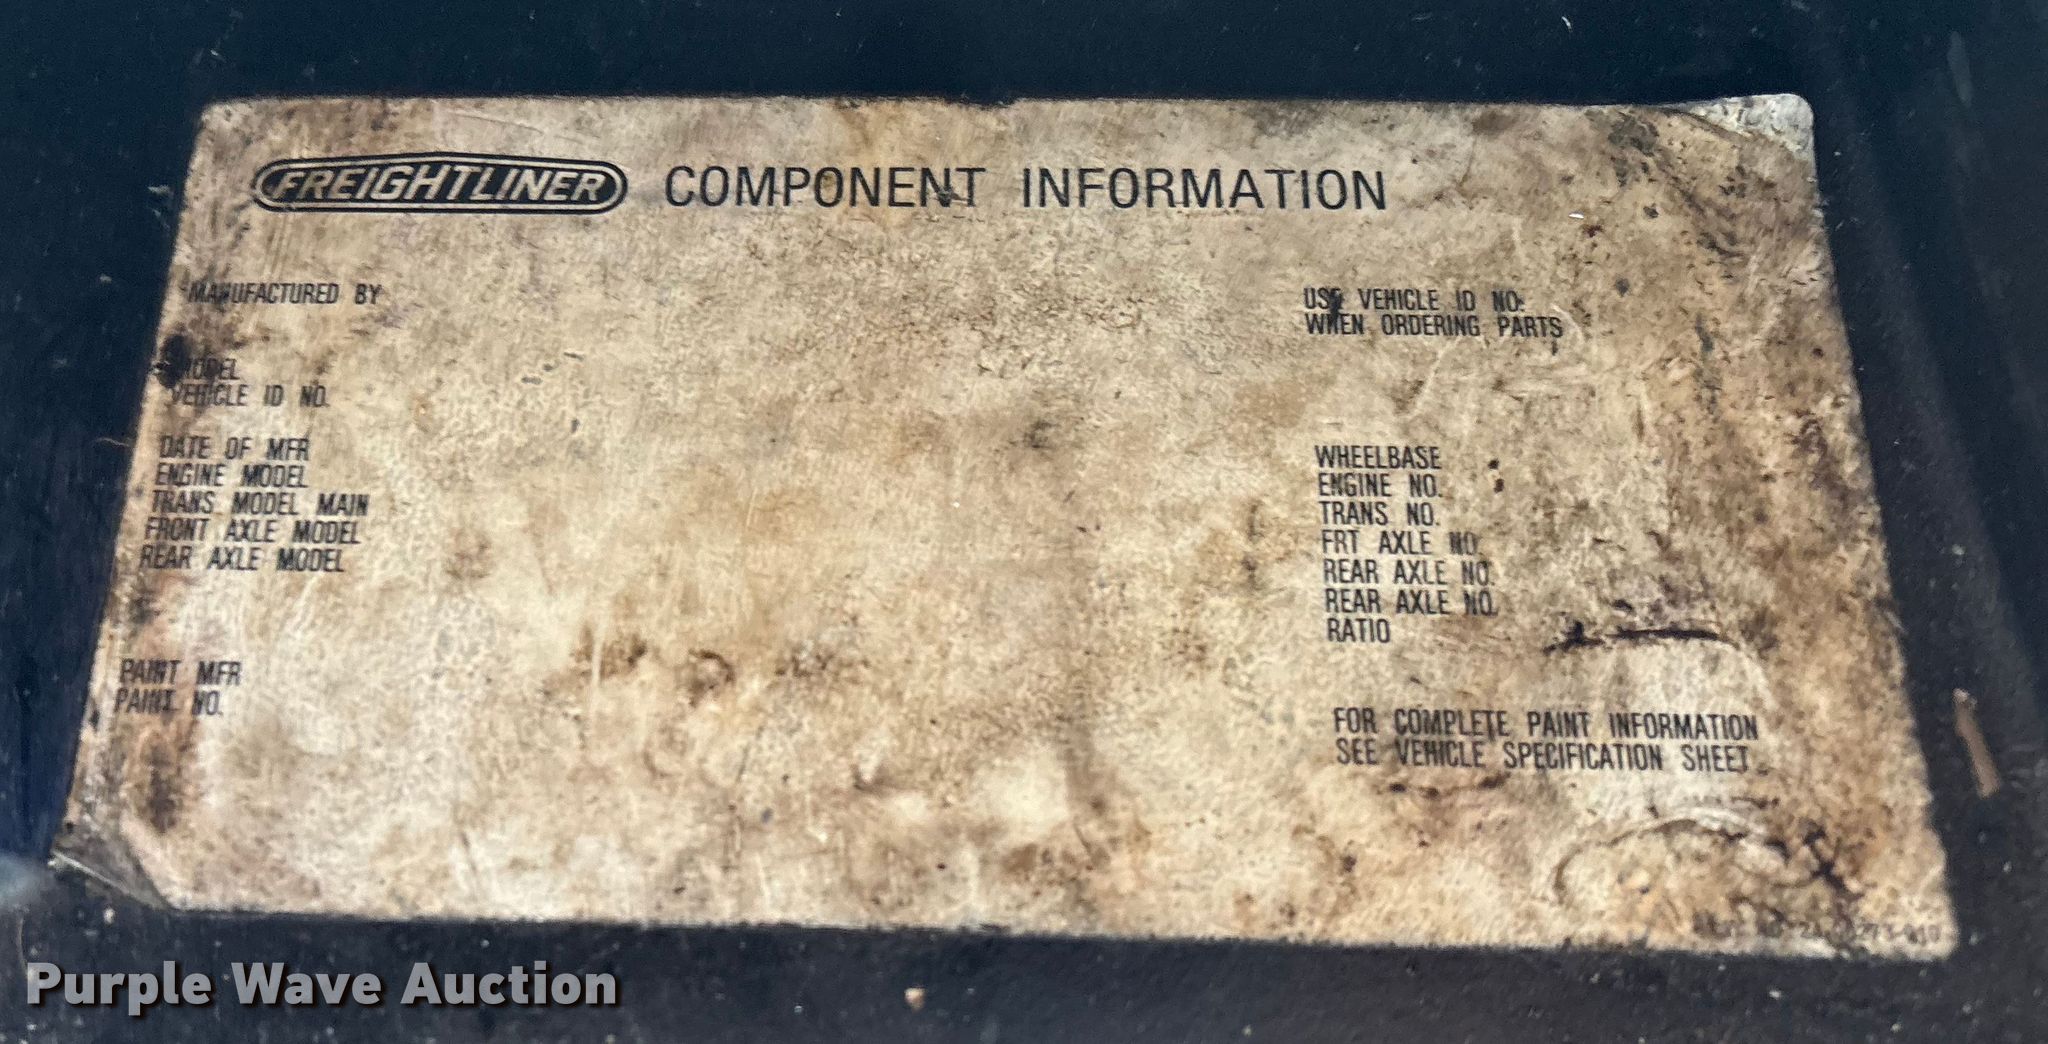 FREIGHTLINER COMPONENT INFORMATION
MANUFACTURED BY
USE VEHICLE ID NO.
WHEN ORDERING PARTS
MODEL
VEHICLE ID NO.
DATE OF MFR
ENGINE MODEL
TRANS MODEL MAIN
FRONT AXLE MODEL
REAR AXLE MODEL
WHEELBASE
ENGINE NO.
TRANS NO.
FRT AXLE NO.
REAR AXLE NO.
REAR AXLE NO.
RATIO
PAINT MFR
PAINT NO.
FOR COMPLETE PAINT INFORMATION
SEE VEHICLE SPECIFICATION SHEET
Purple Wave Auction